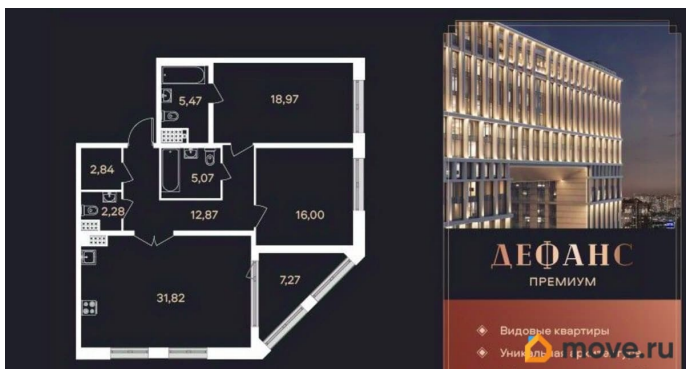 5,47
18,97
2,84
5,07
2,28
12,87
16,00
7,27
31,82
ДЕФАНС
ПРЕМИУМ
Видовые квартиры
move.ru